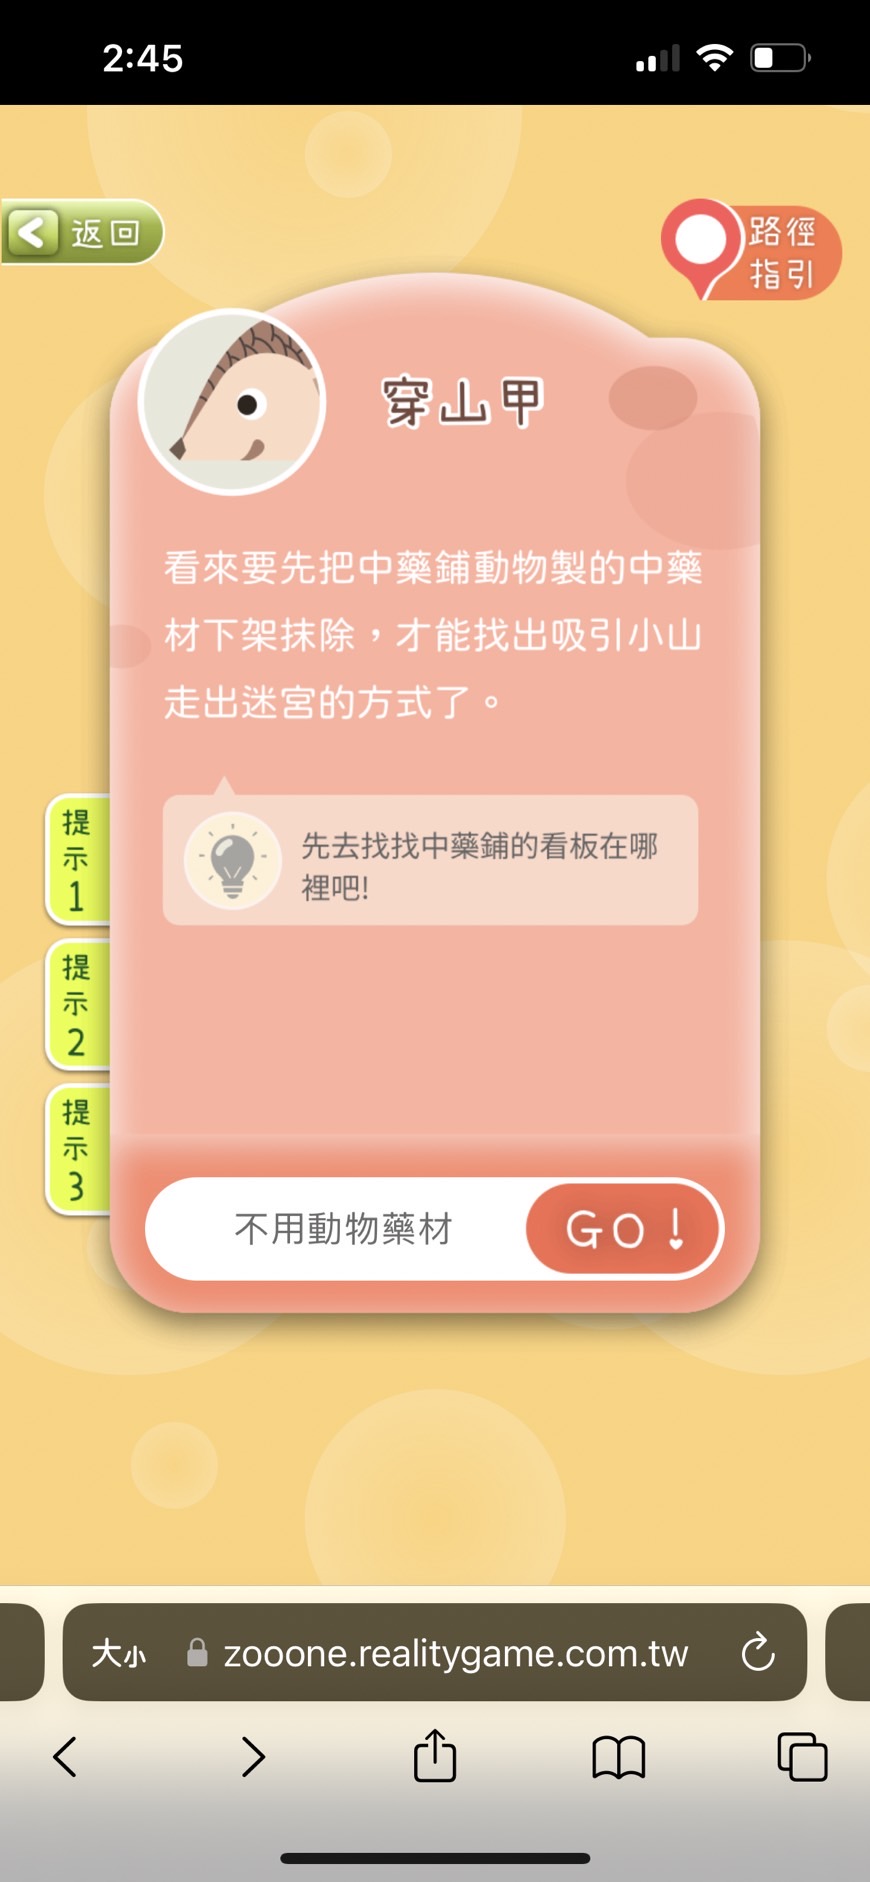 2:45
返回
路徑
指引
穿山甲
看來要先把中藥鋪動物製的中藥
材下架抹除，才能找出吸引小山
走出迷宮的方式了。
先去找找中藥鋪的看板在哪
裡吧!
提
示
1
提
示
2
提
示
3
不用動物藥材
GO!
大小
zooone.realitygame.com.tw